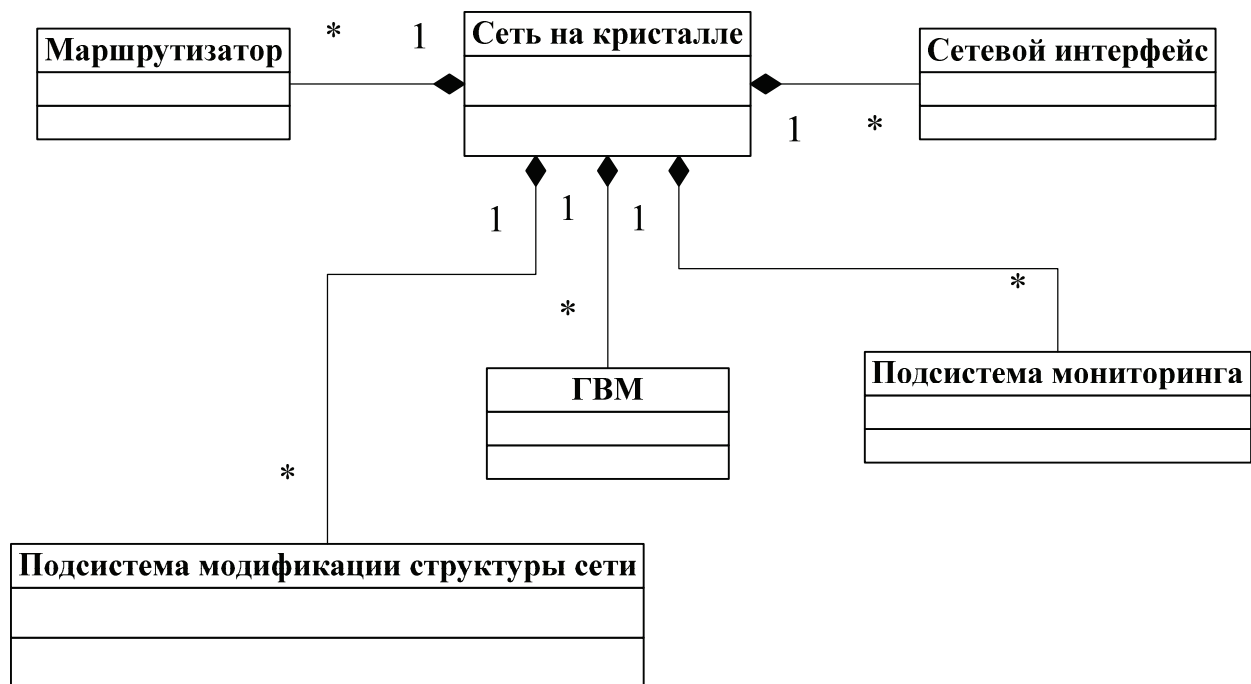 Маршрутизатор
* 1
Сеть на кристалле
Сетевой интерфейс
1 *
1
1
1
*
*
ГВМ
Подсистема мониторинга
*
Подсистема модификации структуры сети